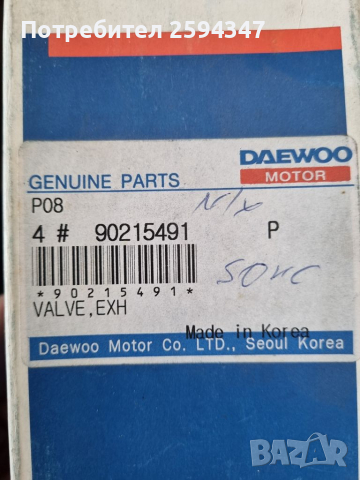 Потребител 2594347
DAEWOO
MOTOR
GENUINE PARTS
P08
N/x
4 # 90215491 P
*90215491*
VALVE,EXH
Made in Korea
Daewoo Motor Co. LTD., Seoul Korea
BAZAR